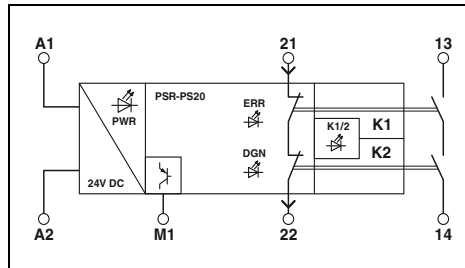 A1 21 13
PSR-PS20 ERR
PWR K1/2 K1
DGN K2
24V DC
A2 M1 22 14